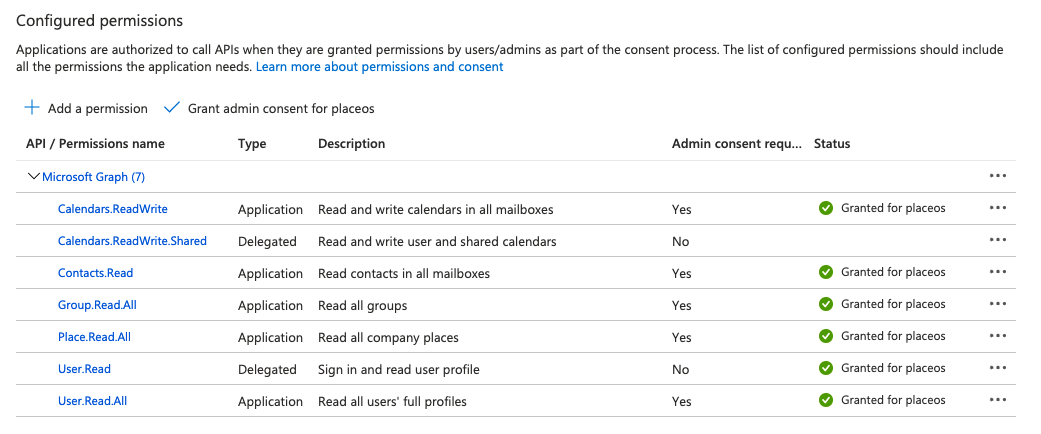 Configured permissions
Applications are authorized to call APIs when they are granted permissions by users/admins as part of the consent process. The list of configured permissions should include
all the permissions the application needs. Learn more about permissions and consent
Add a permission Grant admin consent for placeos
API / Permissions name Type Description Admin consent requ... Status
Microsoft Graph (7)
Calendars.ReadWrite Application Read and write calendars in all mailboxes Yes Granted for placeos
Calendars.ReadWrite.Shared Delegated Read and write user and shared calendars No
Contacts.Read Application Read contacts in all mailboxes Yes Granted for placeos
Group.Read.All Application Read all groups Yes Granted for placeos
Place.Read.All Application Read all company places Yes Granted for placeos
User.Read Delegated Sign in and read user profile No Granted for placeos
User.Read.All Application Read all users' full profiles Yes Granted for placeos